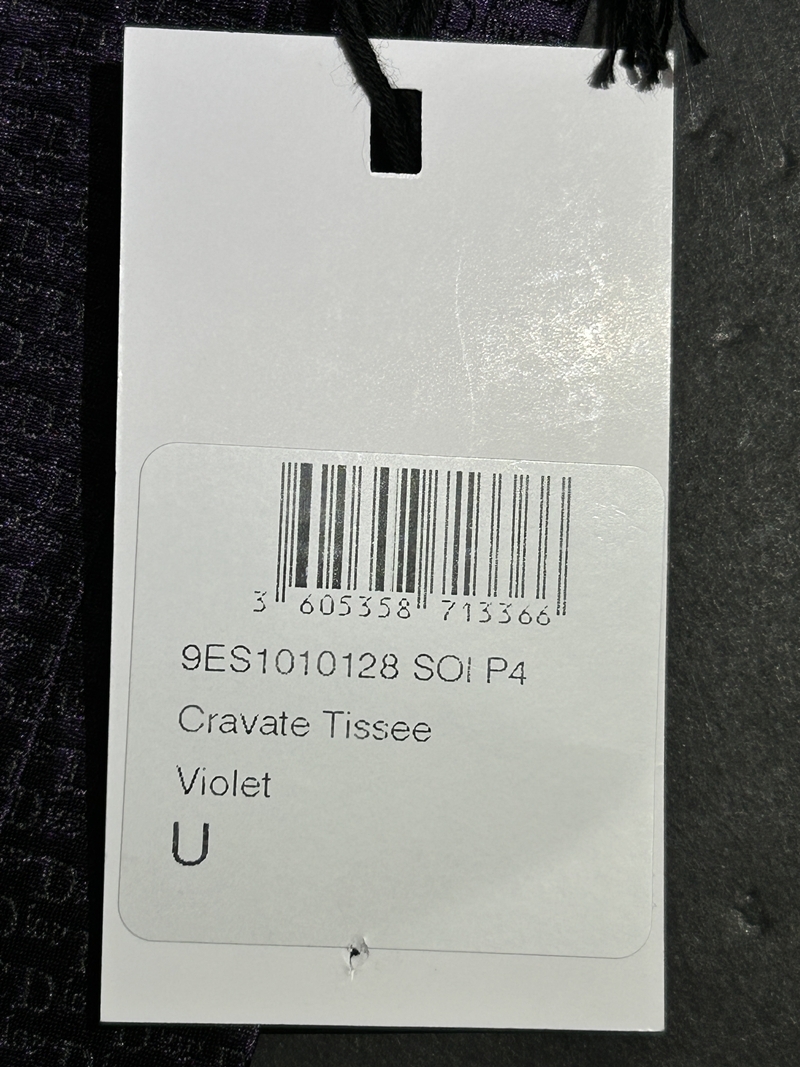 3 605358 713366
9ES1010128 SOI P4
Cravate Tissee
Violet
U